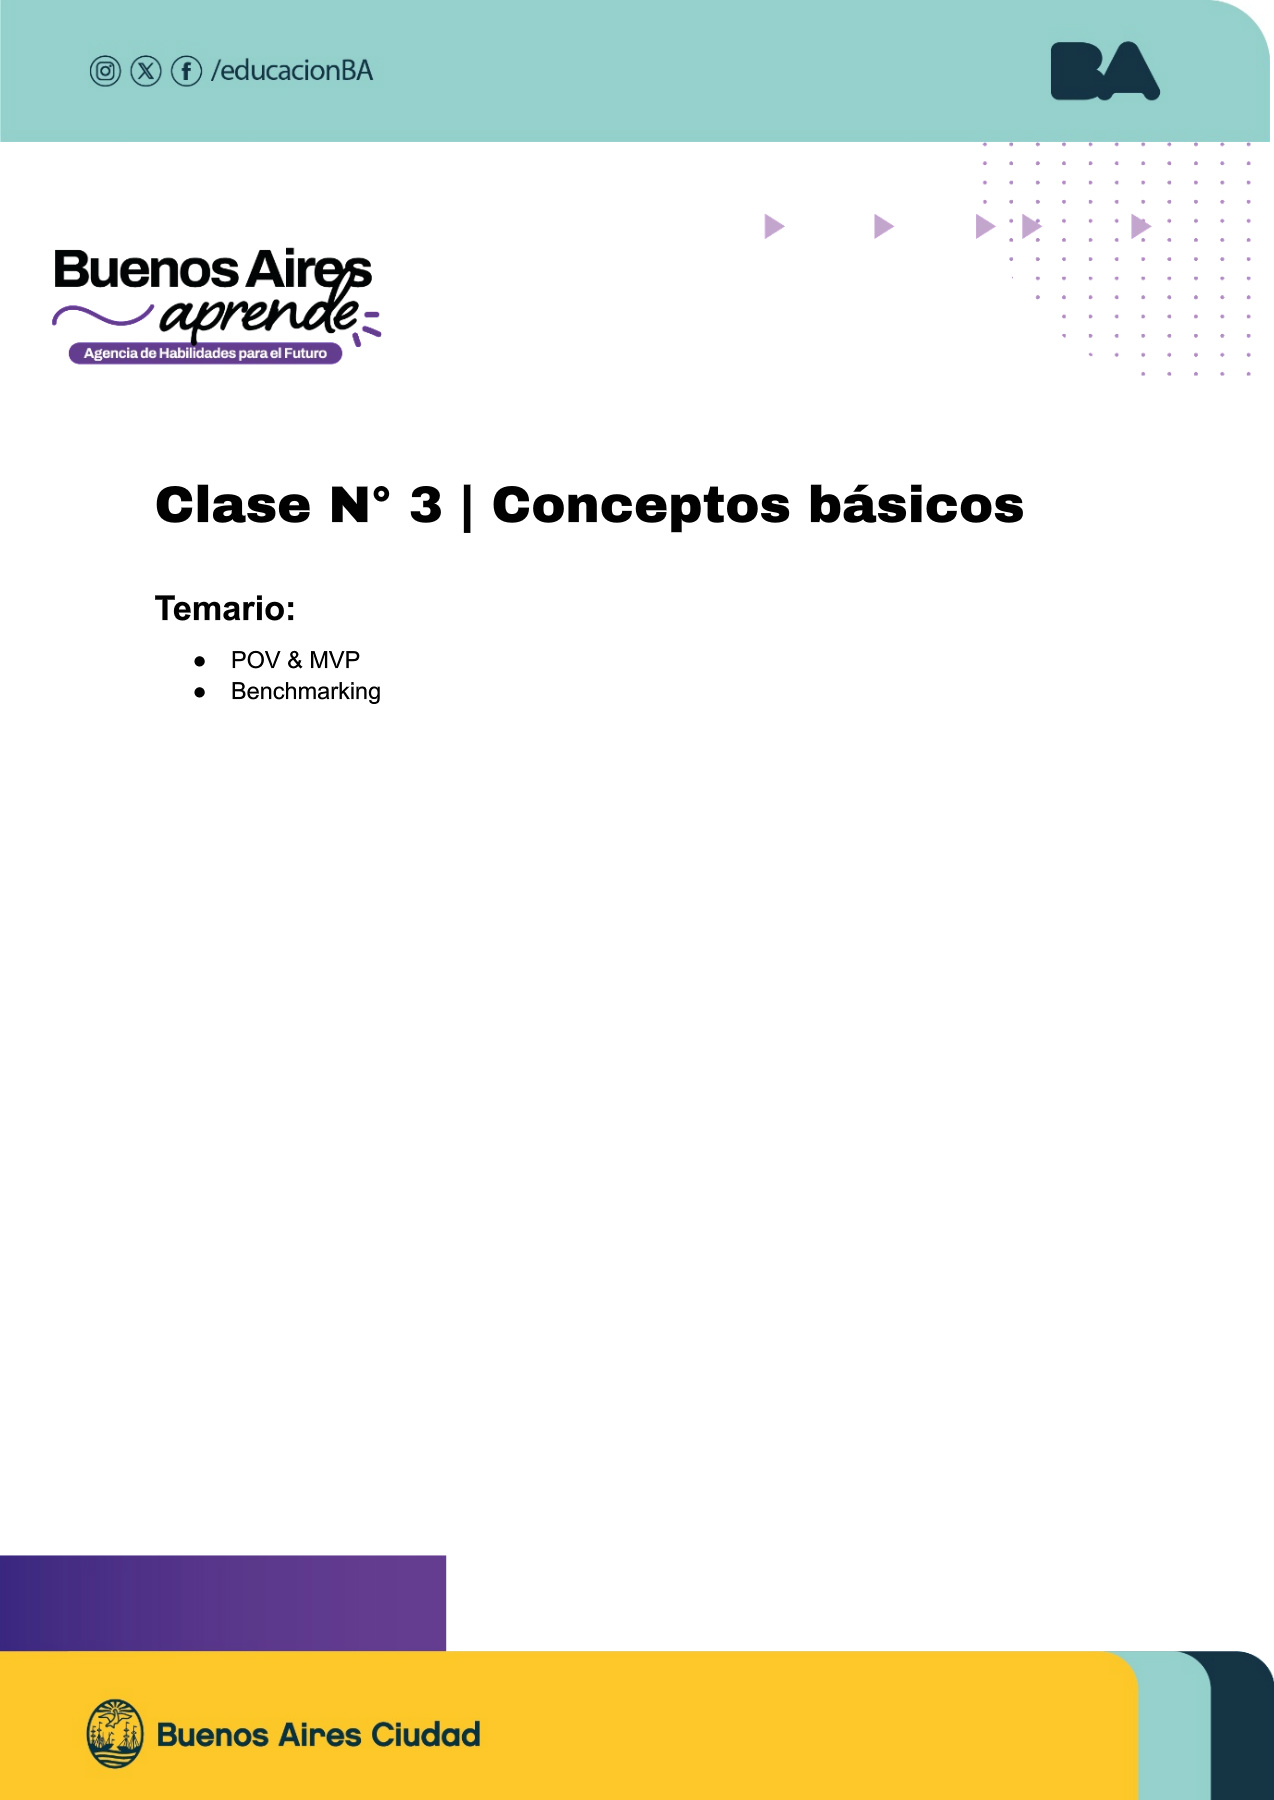 /educacionBA
BA
Buenos Aires
aprende
Agencia de Habilidades para el Futuro
Clase N° 3 | Conceptos básicos
Temario:
● POV & MVP
● Benchmarking
Buenos Aires Ciudad